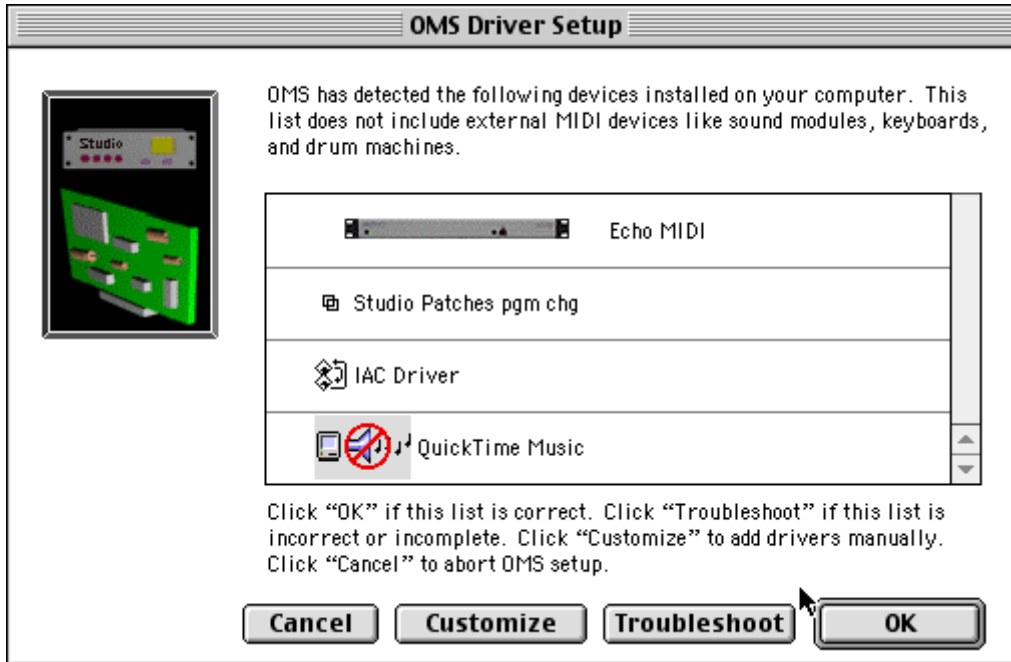 OMS Driver Setup
OMS has detected the following devices installed on your computer. This
list does not include external MIDI devices like sound modules, keyboards,
and drum machines.
Studio
Echo MIDI
Studio Patches pgm chg
IAC Driver
QuickTime Music
Click “OK” if this list is correct. Click “Troubleshoot” if this list is
incorrect or incomplete. Click “Customize” to add drivers manually.
Click “Cancel” to abort OMS setup.
Cancel
Customize
Troubleshoot
OK